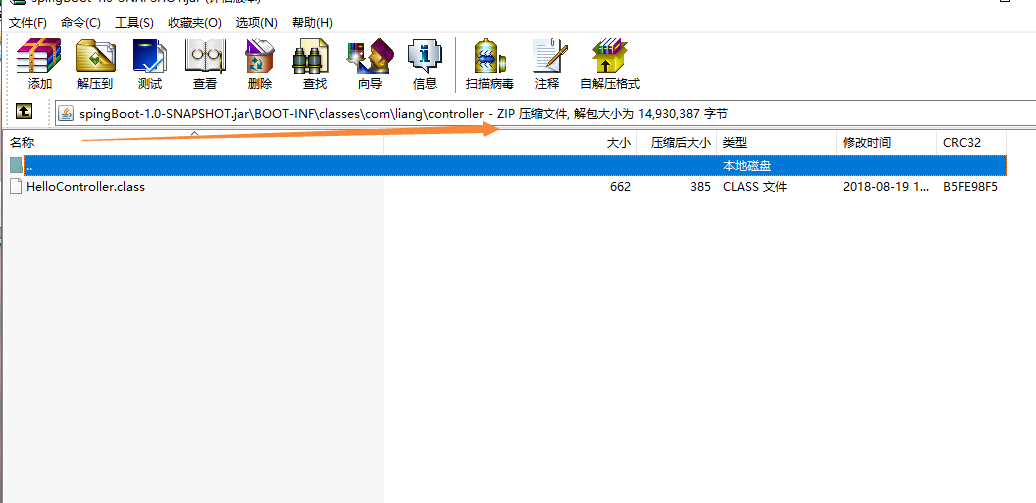 spingBoot-1.0-SNAPSHOT.jar (评估版本)
文件(F) 命令(C) 工具(S) 收藏夹(O) 选项(N) 帮助(H)
添加 解压到 测试 查看 删除 查找 向导 信息 扫描病毒 注释 自解压格式
spingBoot-1.0-SNAPSHOT.jar\BOOT-INF\classes\com\liang\controller - ZIP 压缩文件, 解包大小为 14,930,387 字节
名称 大小 压缩后大小 类型 修改时间 CRC32
.. 本地磁盘
HelloController.class 662 385 CLASS 文件 2018-08-19 1... B5FE98F5